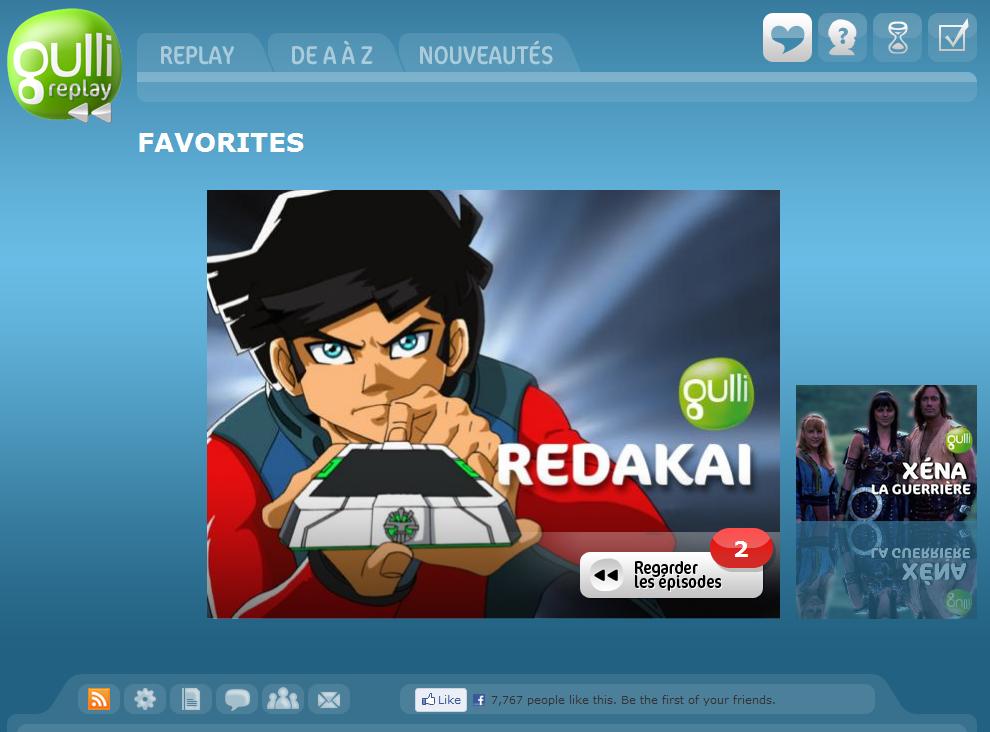 gulli
replay
REPLAY
DE A À Z
NOUVEAUTÉS
?
FAVORITES
gulli
REDAKAI
2
Regarder
les épisodes
gulli
XÉNA
LA GUERRIÈRE
Like
7,767 people like this. Be the first of your friends.